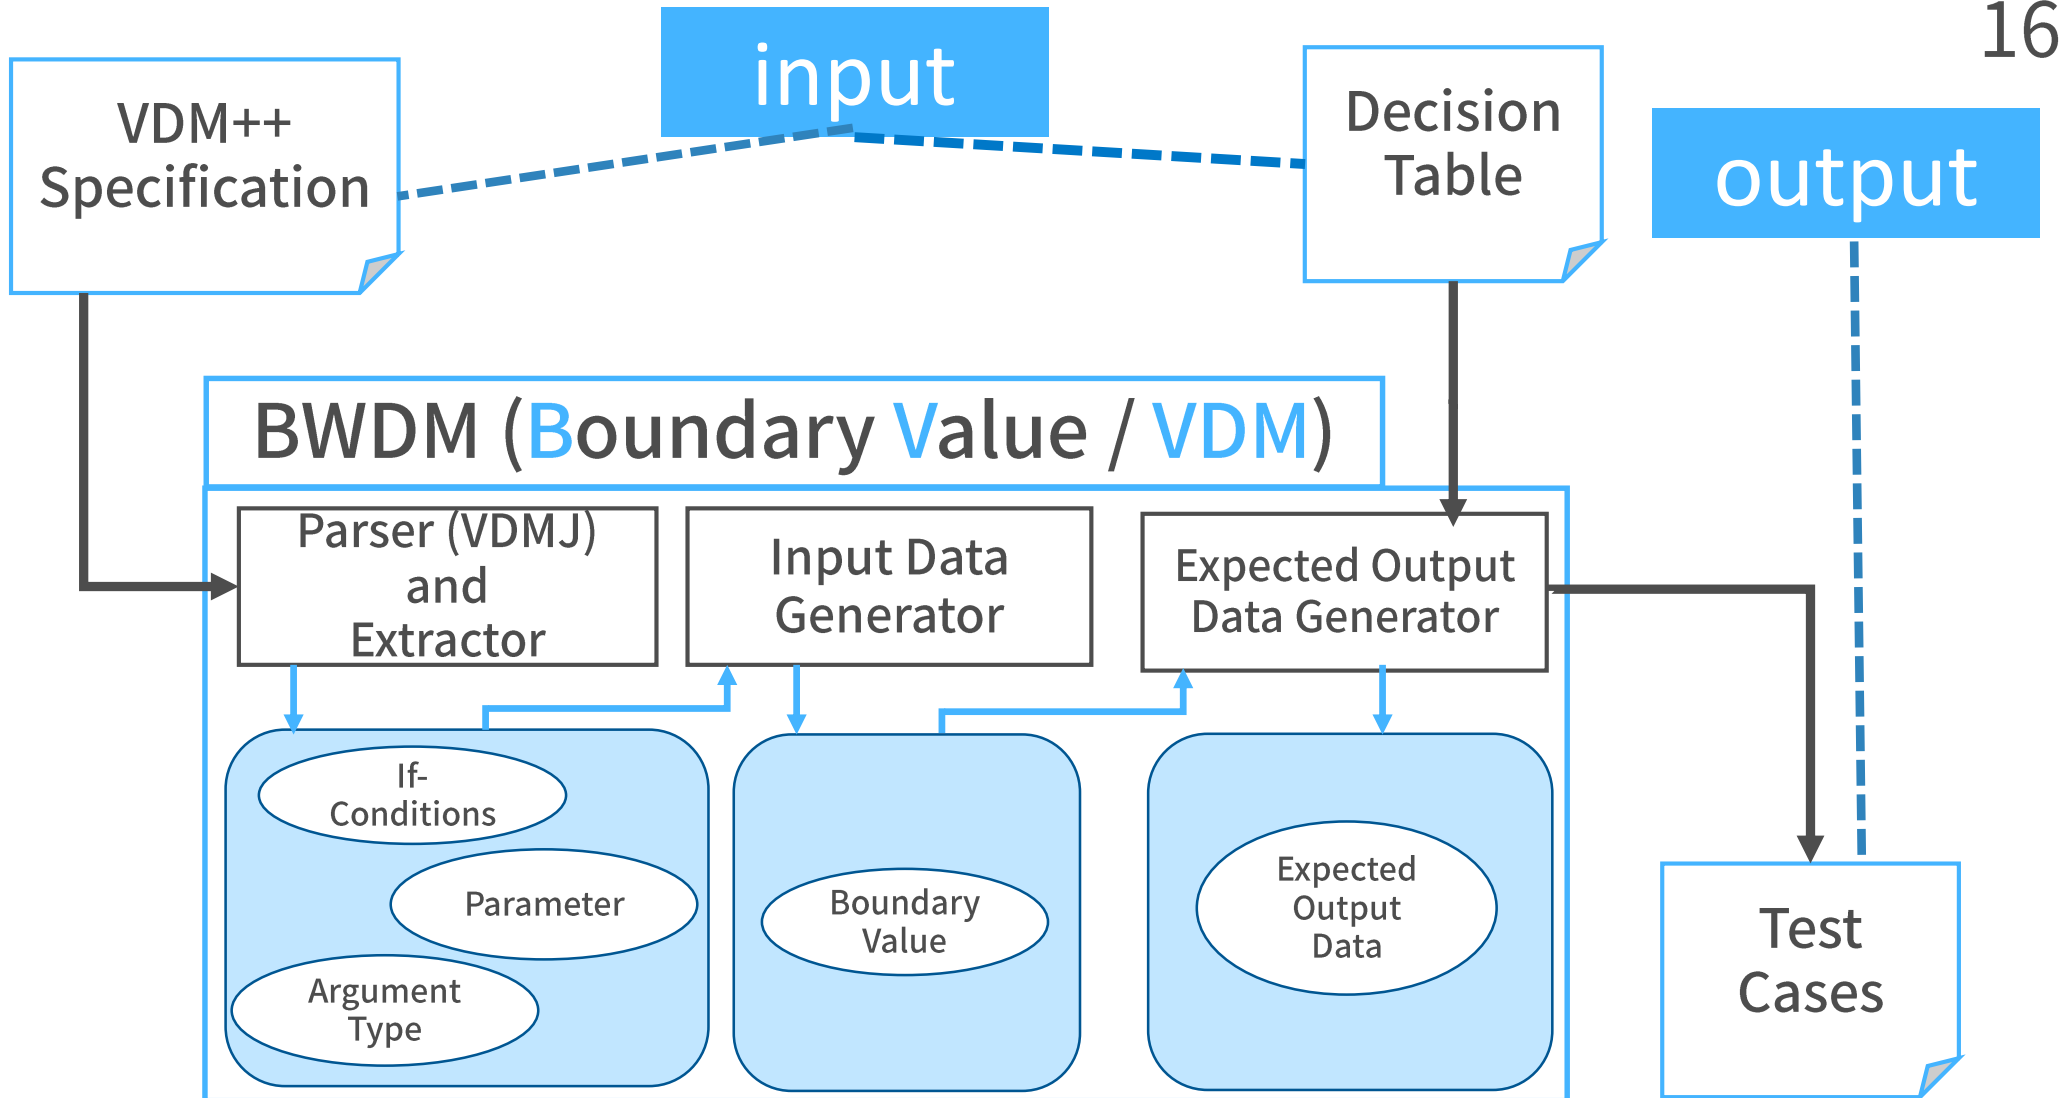 16
input
VDM++
Specification
Decision
Table
output
BWDM (Boundary Value / VDM)
Parser (VDMJ)
and
Extractor
Input Data
Generator
Expected Output
Data Generator
If-
Conditions
Parameter
Argument
Type
Boundary
Value
Expected
Output
Data
Test
Cases